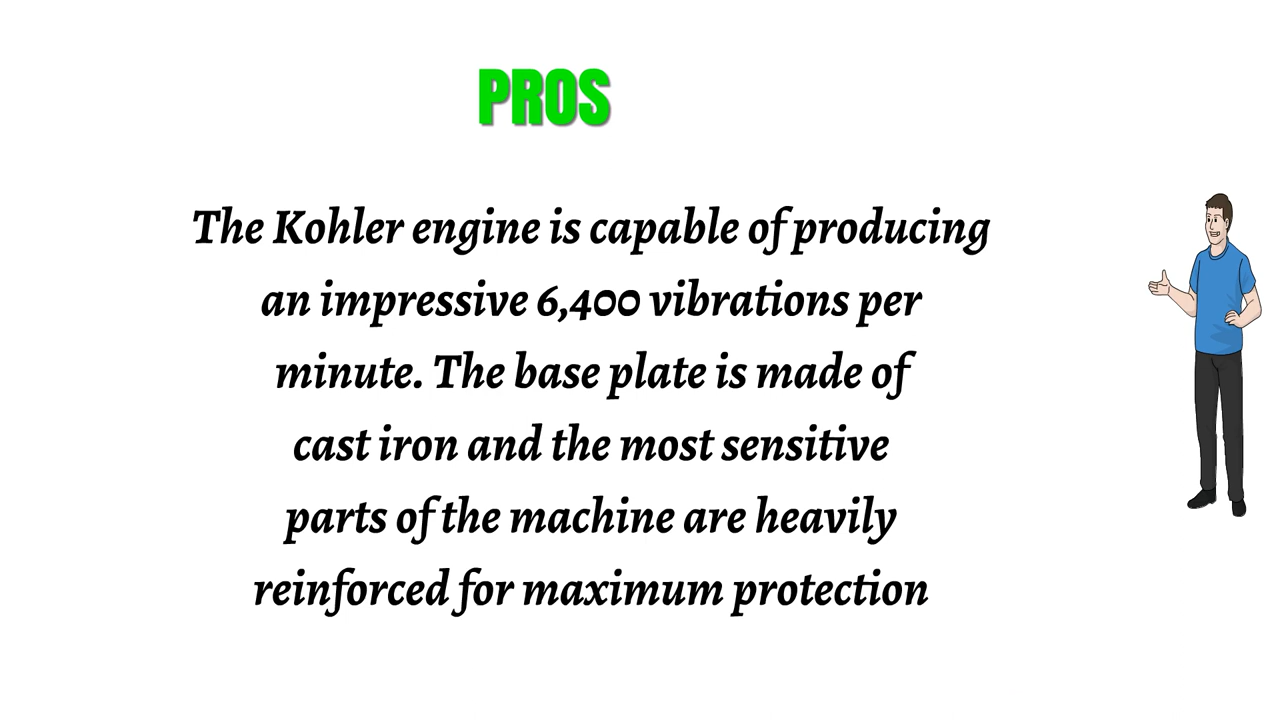 PROS
The Kohler engine is capable of producing
an impressive 6,400 vibrations per
minute. The base plate is made of
cast iron and the most sensitive
parts of the machine are heavily
reinforced for maximum protection